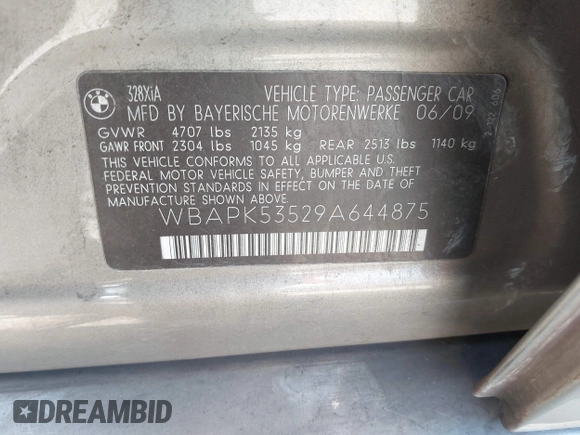 BMW
328XiA VEHICLE TYPE: PASSENGER CAR
MFD BY BAYERISCHE MOTORENWERKE 06/09
GVWR 4707 lbs 2135 kg
GAWR FRONT 2304 lbs 1045 kg REAR 2513 lbs 1140 kg
THIS VEHICLE CONFORMS TO ALL APPLICABLE U.S.
FEDERAL MOTOR VEHICLE SAFETY, BUMPER AND THEFT
PREVENTION STANDARDS IN EFFECT ON THE
DATE OF MANUFACTURE SHOWN ABOVE
WBAPK53529A644875
DREAMBID